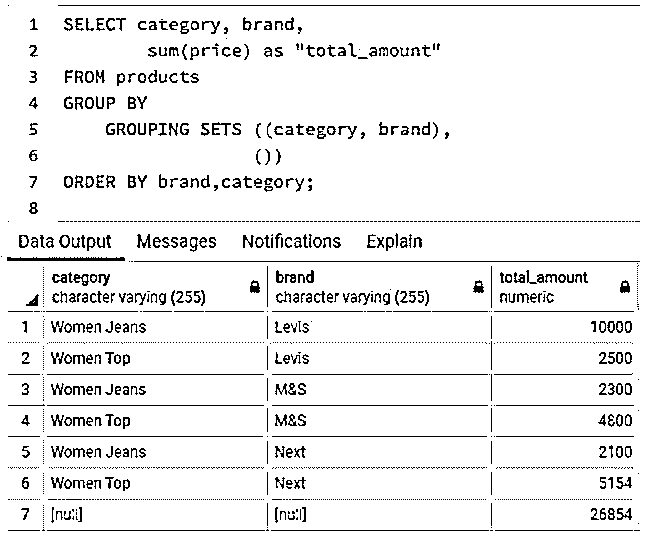 1 SELECT category, brand,
2 sum(price) as "total_amount"
3 FROM products
4 GROUP BY
5 GROUPING SETS ((category, brand),
6 ())
7 ORDER BY brand,category;
8
Data Output Messages Notifications Explain
category brand total_amount
character varying (255) character varying (255) numeric
1 Women Jeans Levis 10000
2 Women Top Levis 2500
3 Women Jeans M&S 2300
4 Women Top M&S 4800
5 Women Jeans Next 2100
6 Women Top Next 5154
7 [null] [null] 26854